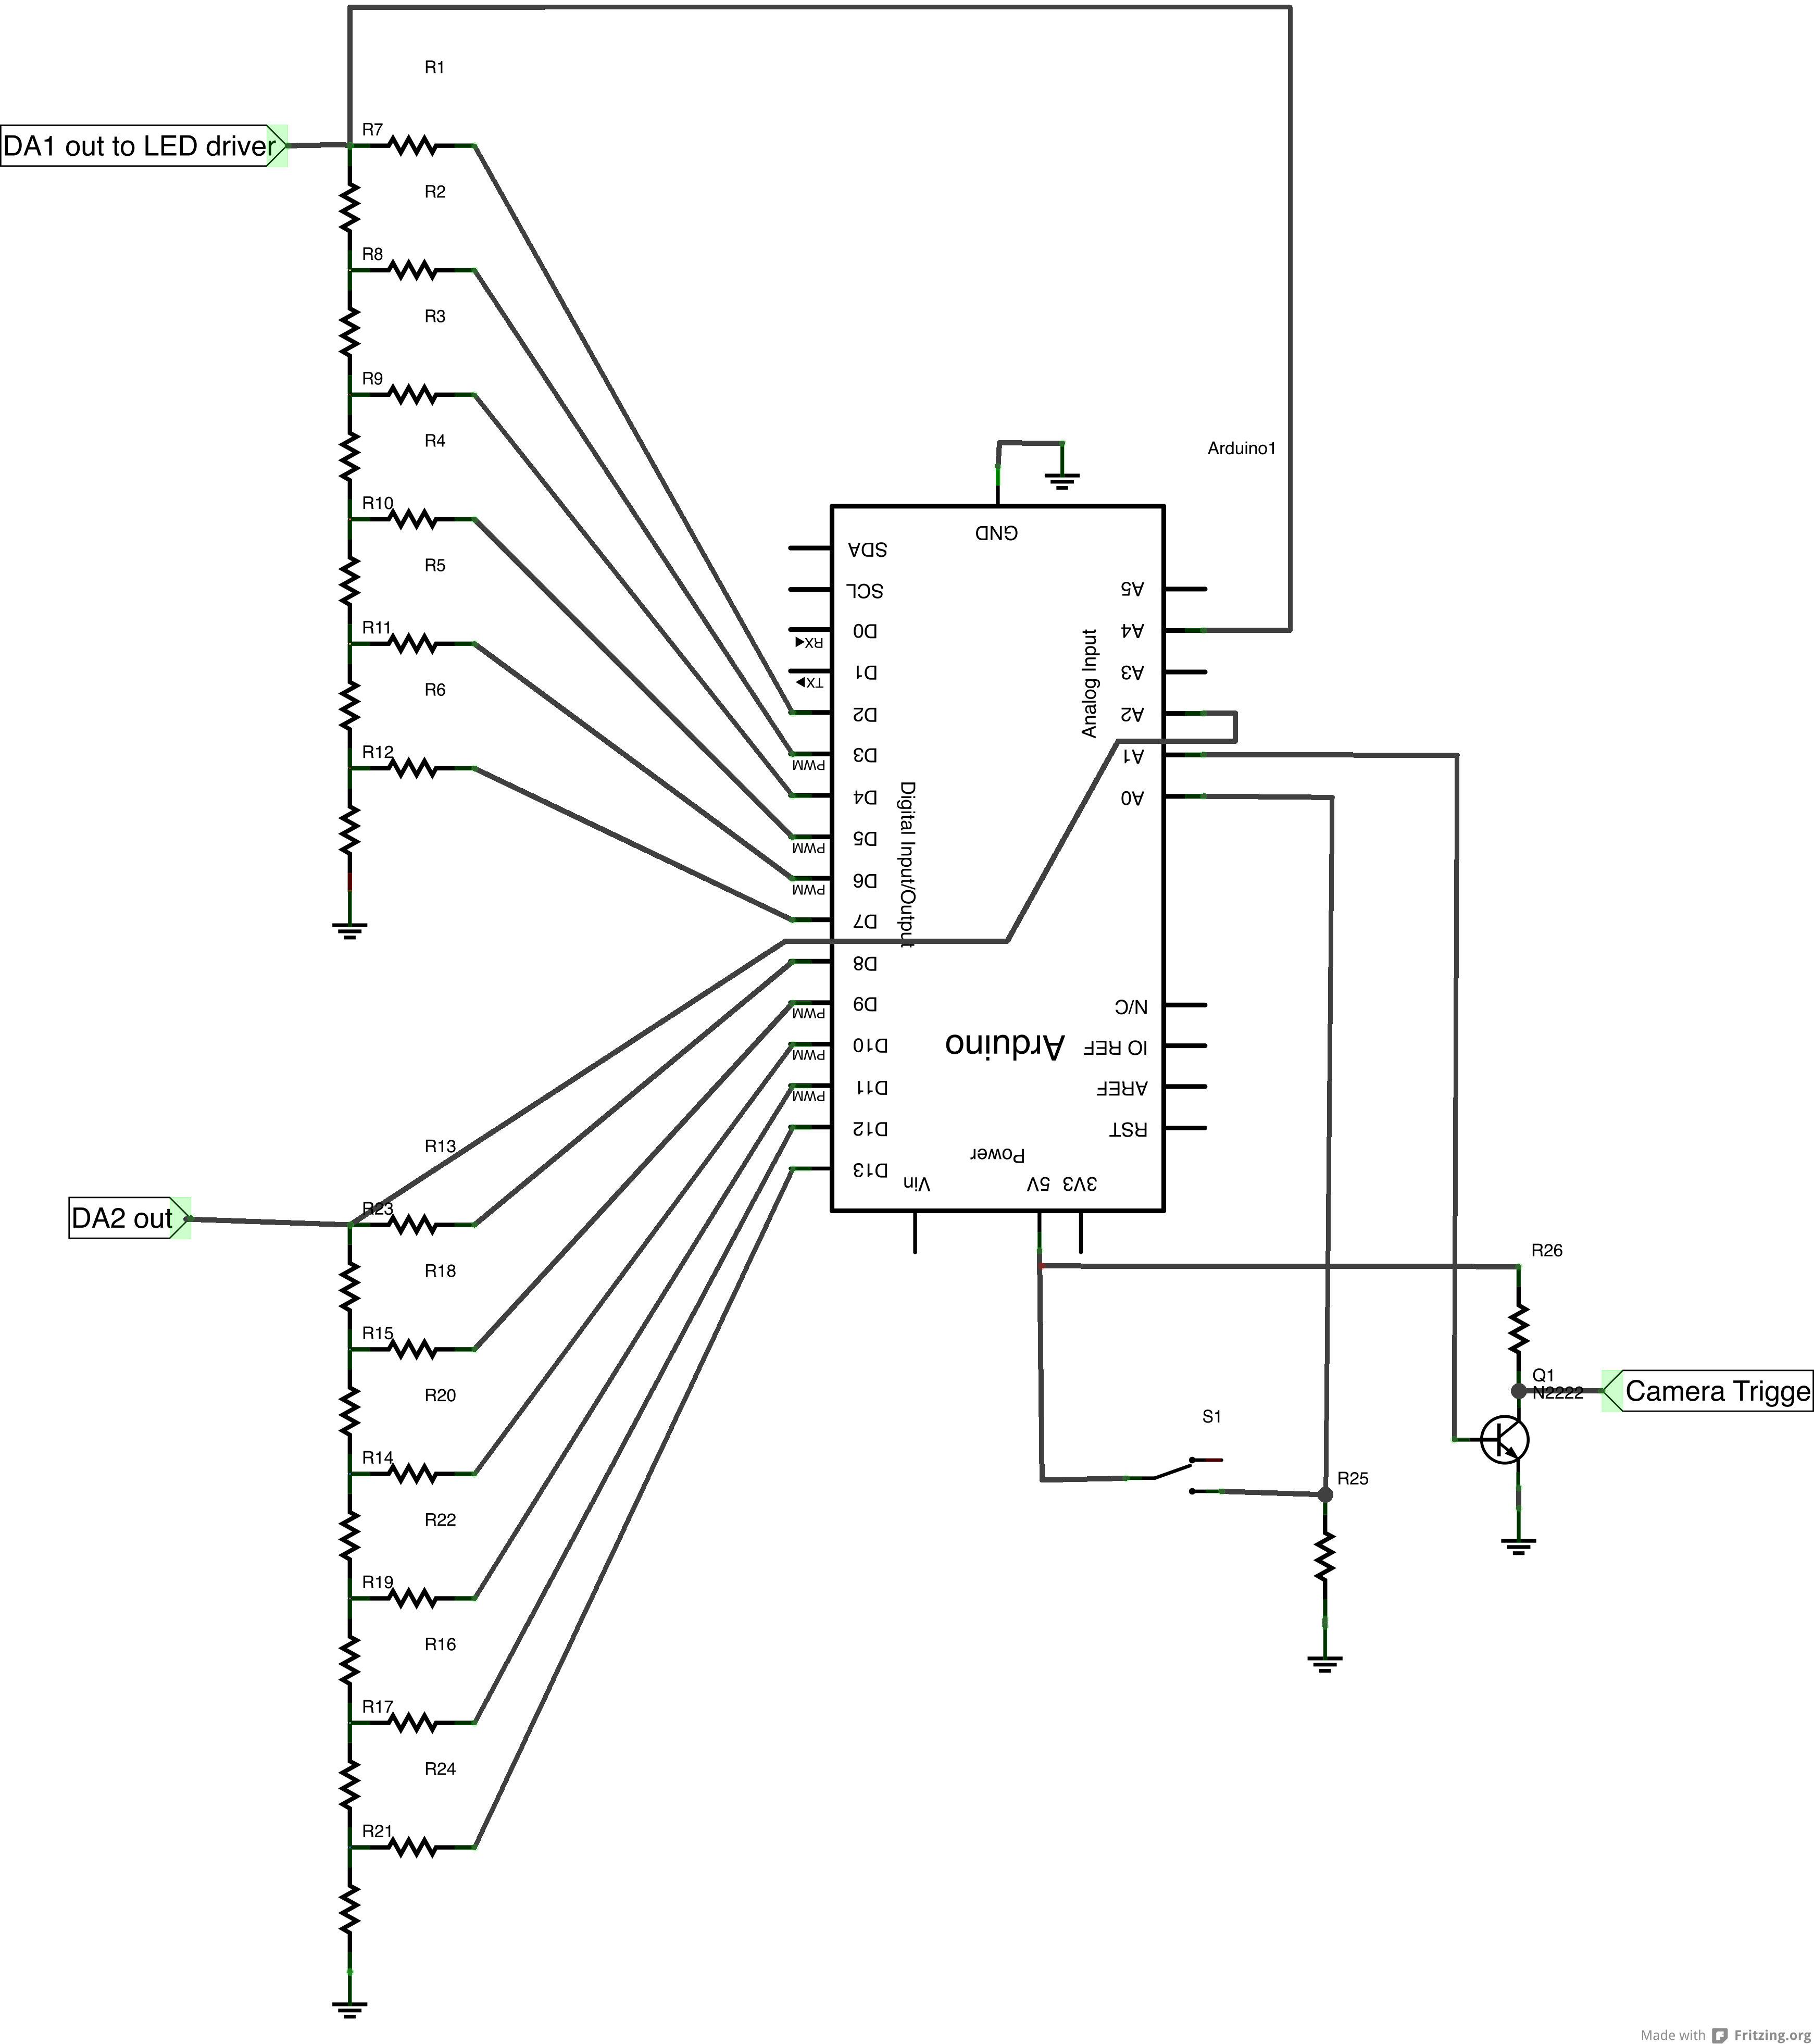 R1
R7
DA1 out to LED driver
R2
R8
R3
R9
R4
Arduino1
R10
GND
SDA
R5
SCL
A5
R11
D0
A4
RX
Analog Input
D1
A3
TX
R6
D2
A2
R12
D3
A1
PWM
D4
A0
Digital Input/Output
D5
PWM
D6
PWM
D7
D8
D9
N/C
PWM
D10
Arduino
IO REF
PWM
D11
AREF
PWM
D12
RST
R13
Power
D13
Vin
5V
3V3
R23
DA2 out
R26
R18
R15
Q1
N2222
Camera Trigge
R20
S1
R14
R25
R22
R19
R16
R17
R24
R21
Made with Fritzing.org